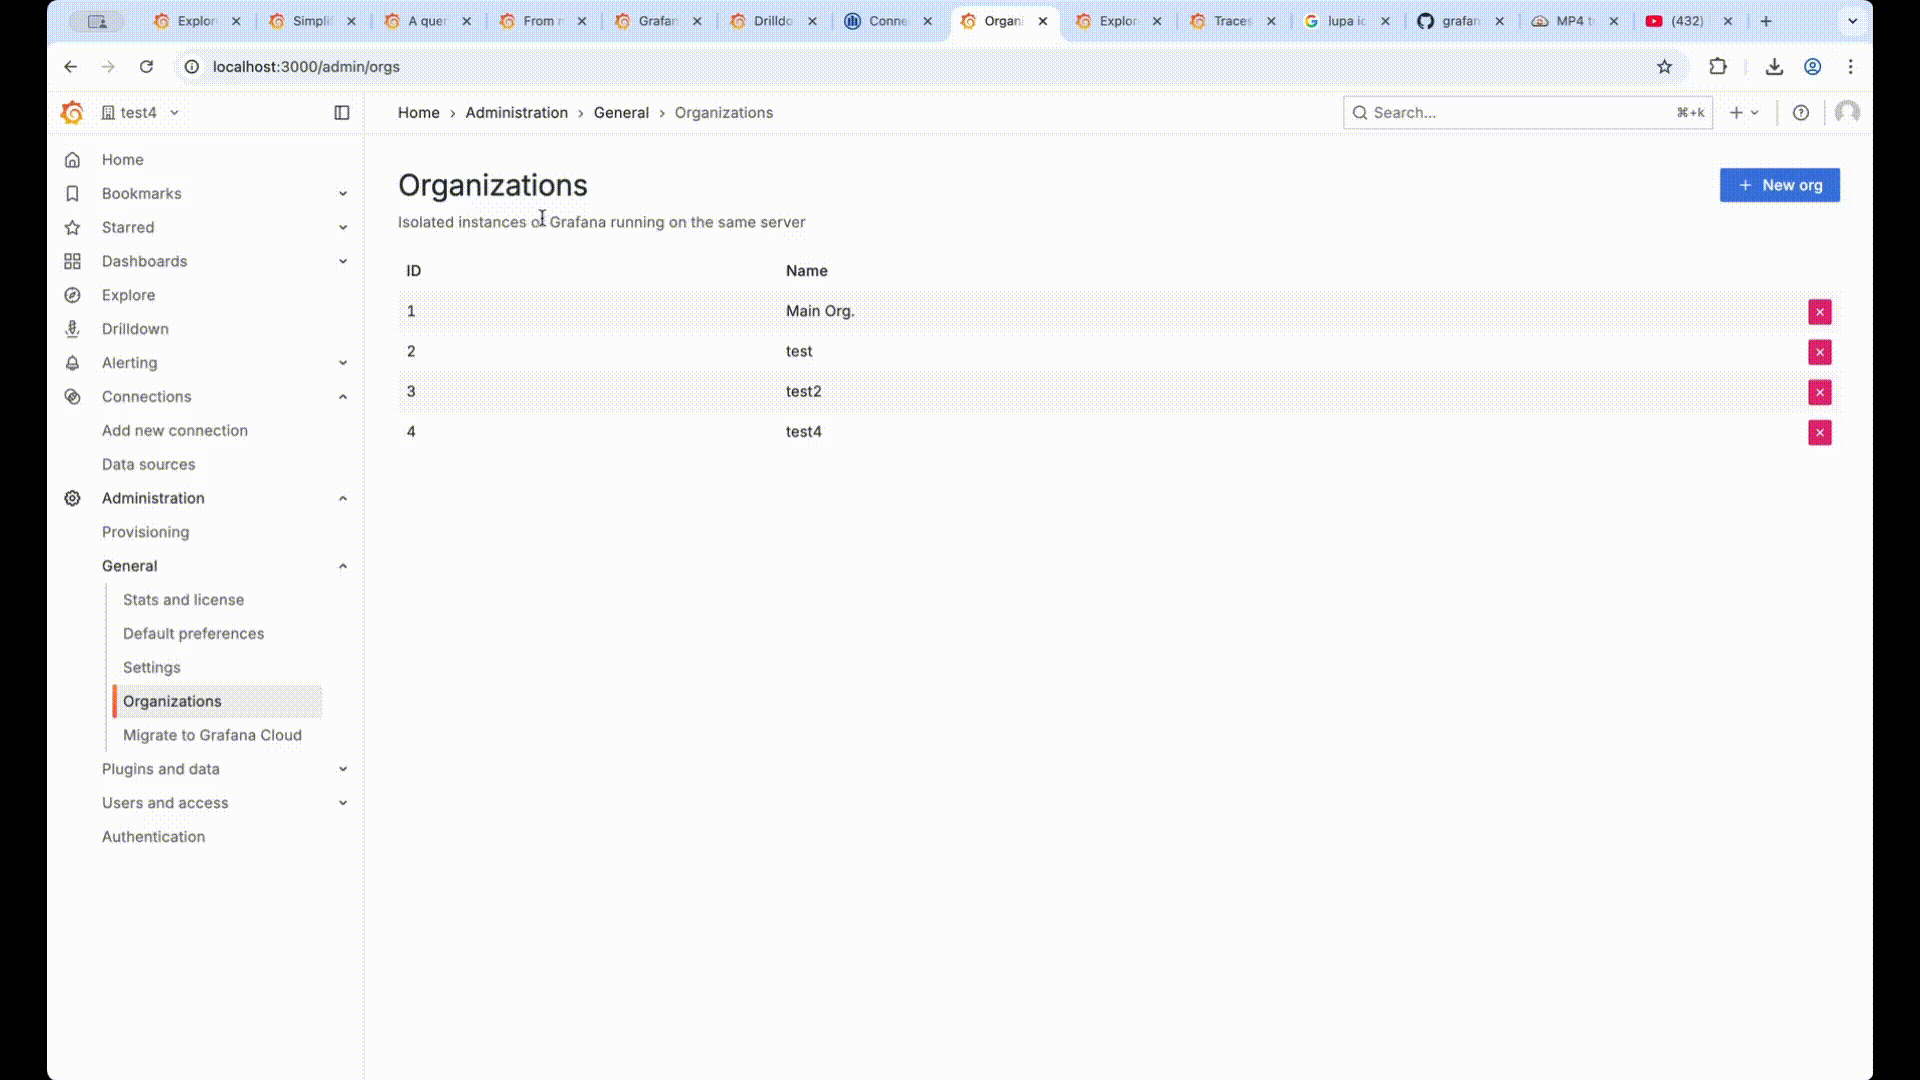 Explor
Simpli
A quer
From
Grafan
Drilldo
Conne
Organi
Explor
Traces
lupa ic
grafan
MP4 t
(432)
localhost:3000/admin/orgs
test4
Home › Administration › General › Organizations
Search...
⌘+k
Home
Bookmarks
Starred
Dashboards
Explore
Drilldown
Alerting
Connections
Add new connection
Data sources
Administration
Provisioning
General
Stats and license
Default preferences
Settings
Organizations
Migrate to Grafana Cloud
Plugins and data
Users and access
Authentication
Organizations
+ New org
Isolated instances of Grafana running on the same server
ID Name
1 Main Org.
2 test
3 test2
4 test4